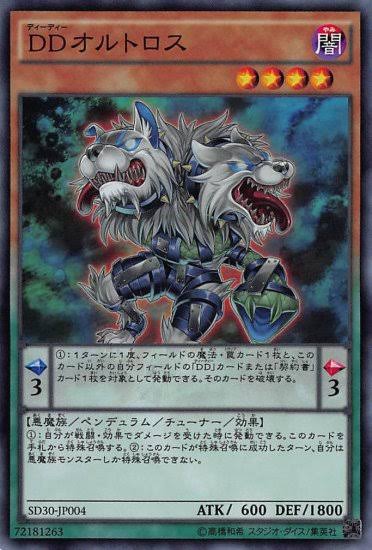 ディーディー
DDオルトロス
やみ
闇
①:1ターンに1度、フィールドの魔法・罠カード1枚と、この
カード以外の自分フィールドの「DD」カードまたは「契約書」
カード1枚を対象として発動できる。そのカードを破壊する。
3
3
【悪魔族/ペンデュラム/チューナー/効果】
①:自分が戦闘・効果でダメージを受けた時に発動できる。このカードを
手札から特殊召喚する。②:このカードが特殊召喚に成功したターン、自分
は悪魔族モンスターしか特殊召喚できない。
SD30-JP004
ATK/ 600
DEF/1800
72181263
©高橋和希 スタジオ・ダイス/集英社